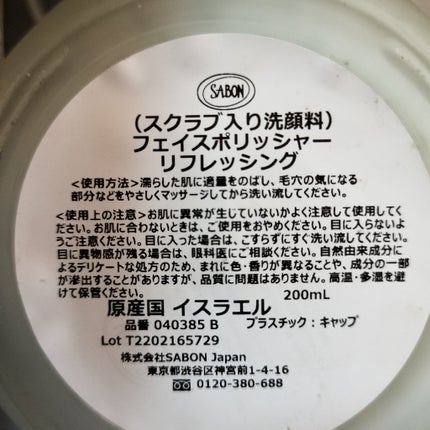 SABON
(スクラブ入り洗顔料)
フェイスポリッシャー
リフレッシング
<使用方法>濡らした肌に適量をのばし、毛穴の気になる
部分などをやさしくマッサージしてから洗い流してください。
<使用上の注意>お肌に異常が生じていないかよく注意して使用してく
ださい。お肌に合わないときは、ご使用をおやめください。目に入らないよ
うご注意ください。目に入った場合は、こすらずにすぐ洗い流してください。
目に異物感が残る場合は、眼科医にご相談ください。自然由来成分に
よるデリケートな処方のため、まれに色・香りが異なることや、成分の一部
が滲出することがありますが、品質に問題はありません。高温・多湿を避
けて保管ください。 200mL
原産国 イスラエル
品番 040385 B プラスチック:キャップ
Lot T2202165729
株式会社SABON Japan
東京都渋谷区神宮前1-4-16
0120-380-688